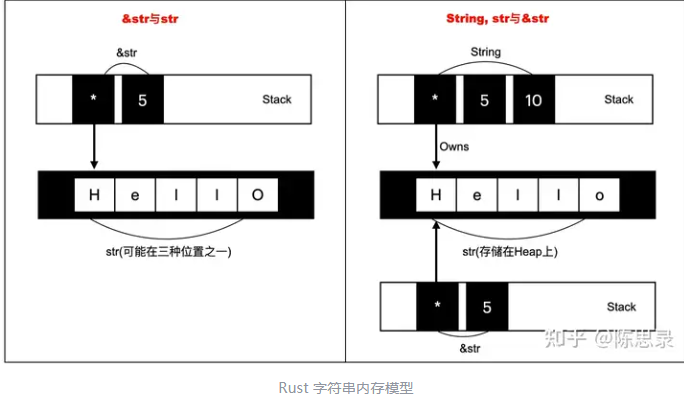 &str与str
&str
* 5
Stack
H e l l O
str(可能在三种位置之一)
String, str与&str
String
* 5 10
Stack
Owns
H e l l o
str(存储在Heap上)
* 5
Stack
&str
知乎 @陈思录
Rust 字符串内存模型